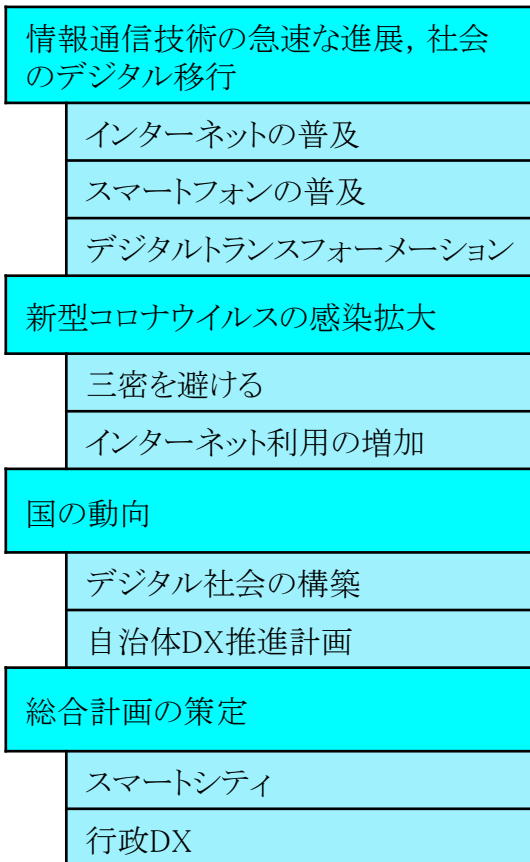 情報通信技術の急速な進展，社会
のデジタル移行
インターネットの普及
スマートフォンの普及
デジタルトランスフォーメーション
新型コロナウイルスの感染拡大
三密を避ける
インターネット利用の増加
国の動向
デジタル社会の構築
自治体DX推進計画
総合計画の策定
スマートシティ
行政DX